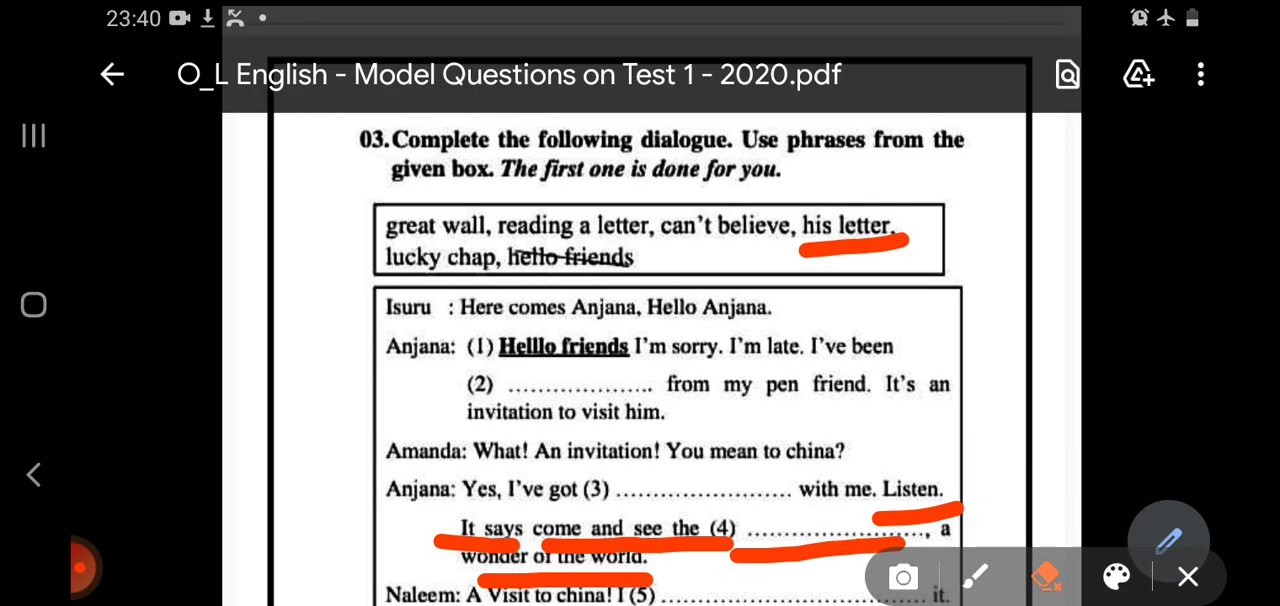 23:40
O_L English - Model Questions on Test 1 - 2020.pdf
03. Complete the following dialogue. Use phrases from the
given box. The first one is done for you.
great wall, reading a letter, can't believe, his letter,
lucky chap, hello friends
Isuru : Here comes Anjana, Hello Anjana.
Anjana: (1) Helllo friends I'm sorry. I'm late. I've been
(2) .................... from my pen friend. It's an
invitation to visit him.
Amanda: What! An invitation! You mean to china?
Anjana: Yes, I've got (3) ......................... with me. Listen.
It says come and see the (4) ........................., a
wonder of the world.
Naleem: A Visit to china! I (5) ..................................... it.